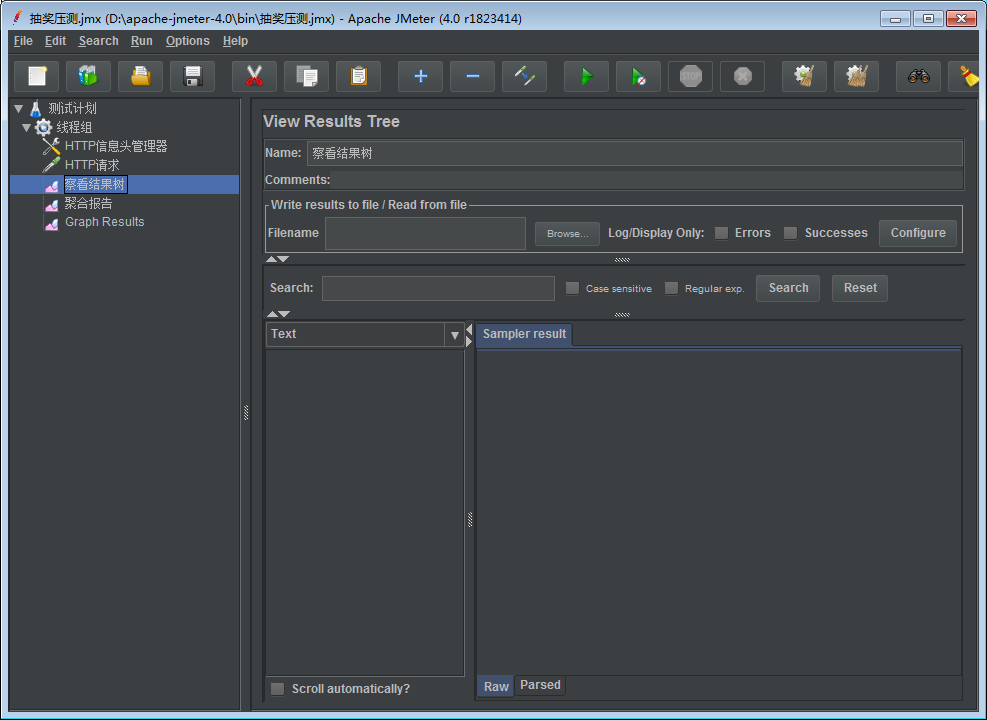 抽奖压测.jmx (D:\apache-jmeter-4.0\bin\抽奖压测.jmx) - Apache JMeter (4.0 r1823414)
File Edit Search Run Options Help
STOP
测试计划
线程组
HTTP信息头管理器
HTTP请求
察看结果树
聚合报告
Graph Results
View Results Tree
Name: 察看结果树
Comments:
Write results to file / Read from file
Filename Browse... Log/Display Only: Errors Successes Configure
Search: Case sensitive Regular exp. Search Reset
Text
Sampler result
Scroll automatically?
Raw Parsed